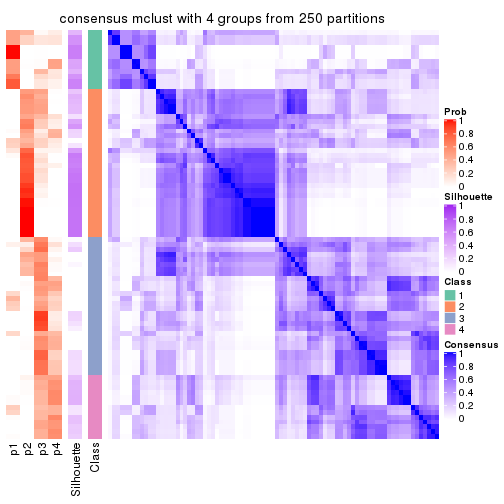 consensus mclust with 4 groups from 250 partitions
Prob
1
0.8
0.6
0.4
0.2
0
Silhouette
1
0.8
0.6
0.4
0.2
0
Class
1
2
3
4
Consensus
1
0.8
0.6
0.4
0.2
0
p1
p2
p3
p4
Silhouette
Class